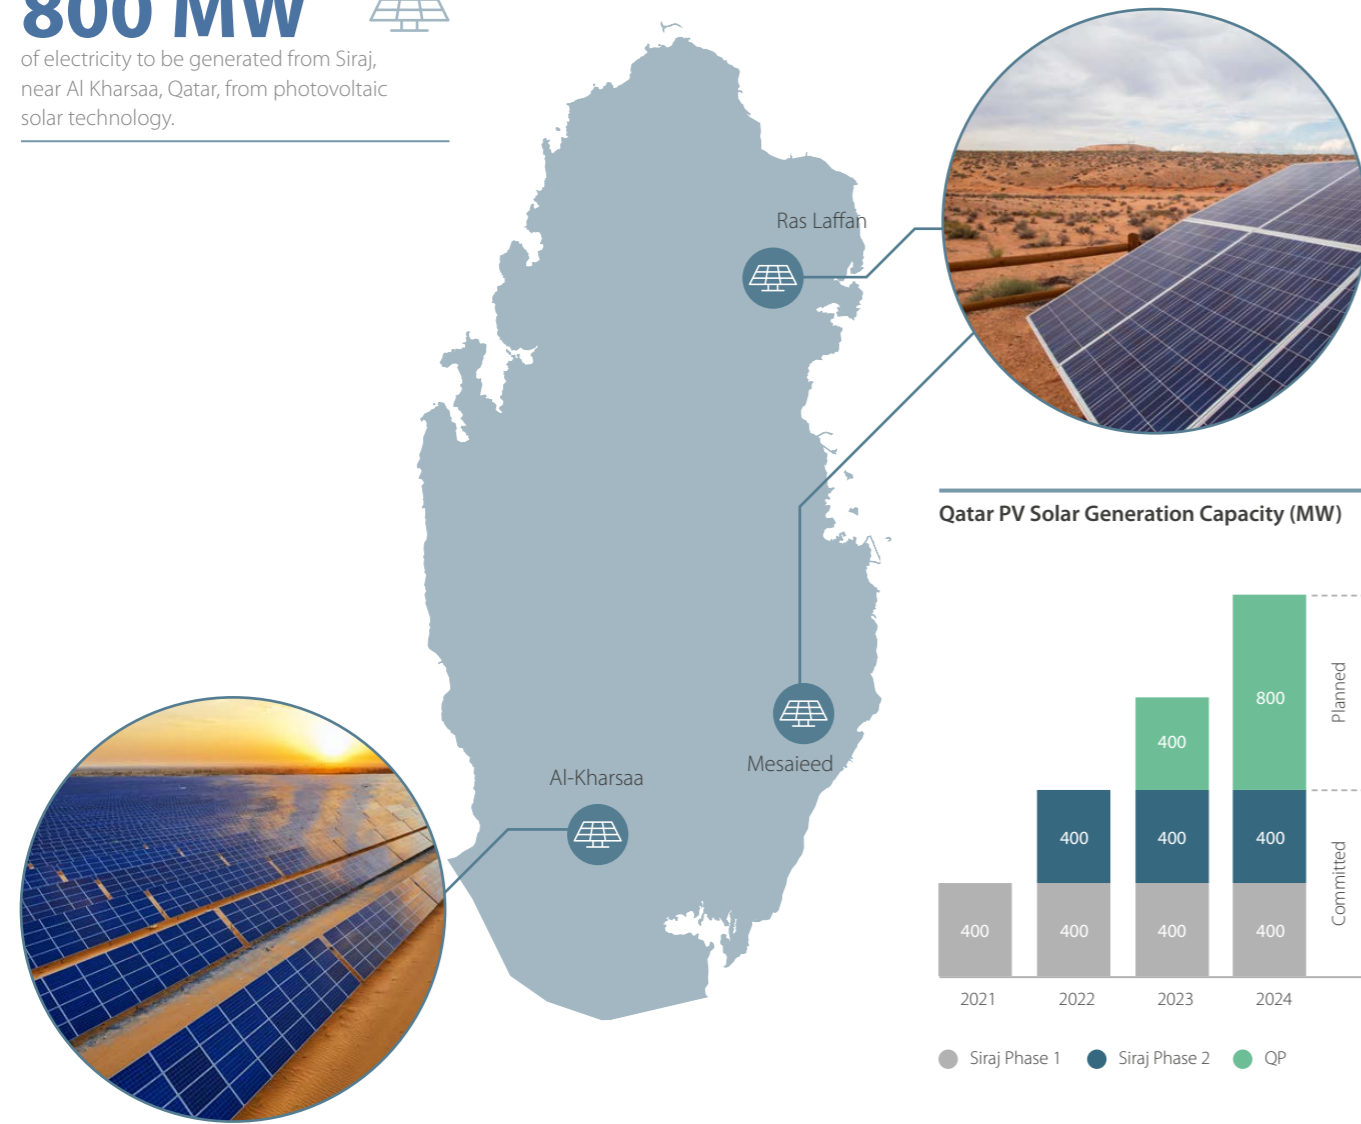 800 MW
of electricity to be generated from Siraj,
near Al Kharsaa, Qatar, from photovoltaic
solar technology.
Ras Laffan
Mesaieed
Al-Kharsaa
Qatar PV Solar Generation Capacity (MW)
Planned
Committed
800
400
400 400 400
400 400 400 400
2021 2022 2023 2024
Siraj Phase 1 Siraj Phase 2 QP